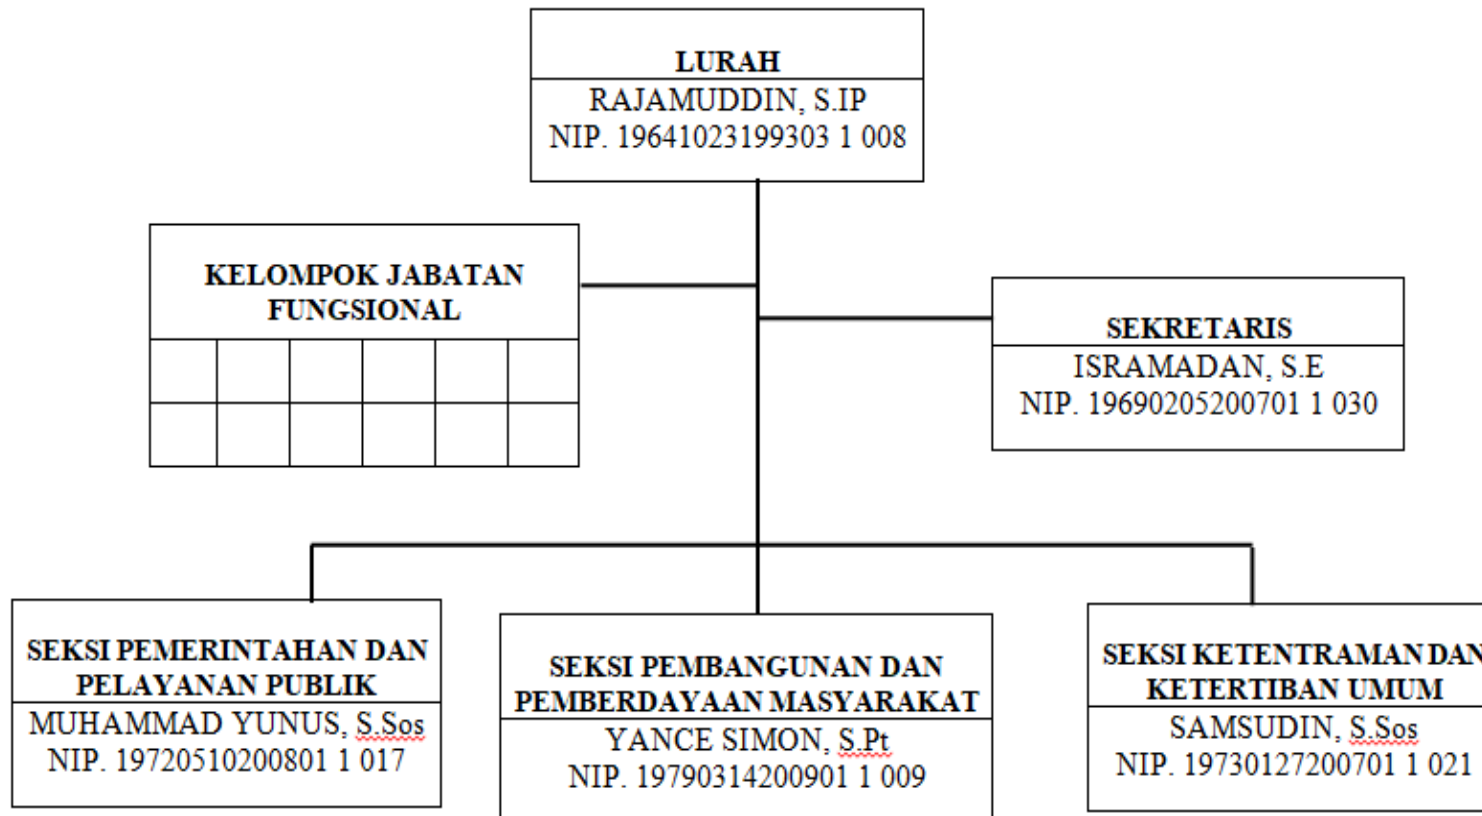 LURAH
RAJAMUDDIN, S.IP
NIP. 19641023199303 1 008
KELOMPOK JABATAN
FUNGSIONAL
SEKRETARIS
ISRAMADAN, S.E
NIP. 19690205200701 1 030
SEKSI PEMERINTAHAN DAN
PELAYANAN PUBLIK
MUHAMMAD YUNUS, S.Sos
NIP. 19720510200801 1 017
SEKSI PEMBANGUNAN DAN
PEMBERDAYAAN MASYARAKAT
YANCE SIMON, S.Pt
NIP. 19790314200901 1 009
SEKSI KETENTRAMAN DAN
KETERTIBAN UMUM
SAMSUDIN, S.Sos
NIP. 19730127200701 1 021